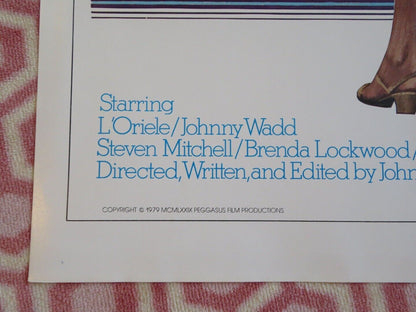 Starring
L'Oriele/Johnny Wadd
Steven Mitchell/Brenda Lockwood/
Directed, Written, and Edited by John
COPYRIGHT © 1979 MCMLXXIX PEGGASUS FILM PRODUCTIONS